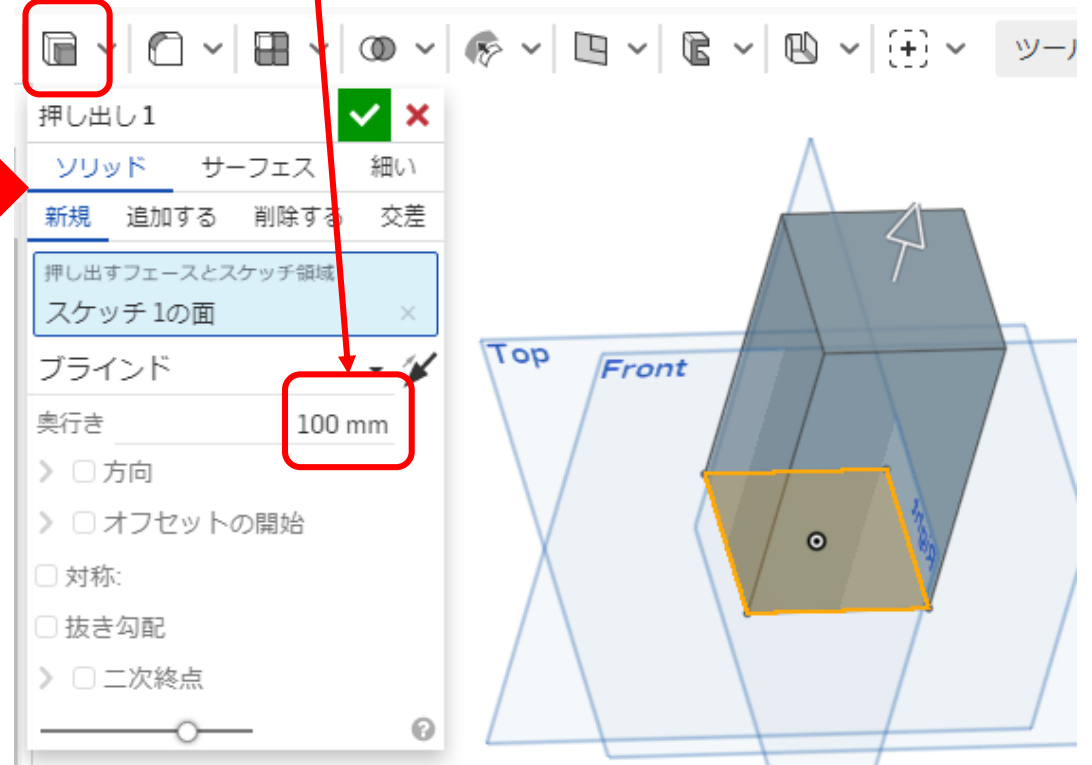 ツール
押し出し 1
ソリッド サーフェス 細い
新規 追加する 削除する 交差
押し出すフェースとスケッチ領域
スケッチ 1の面
ブラインド
奥行き 100 mm
方向
オフセットの開始
対称:
抜き勾配
二次終点
Top
Front
Right